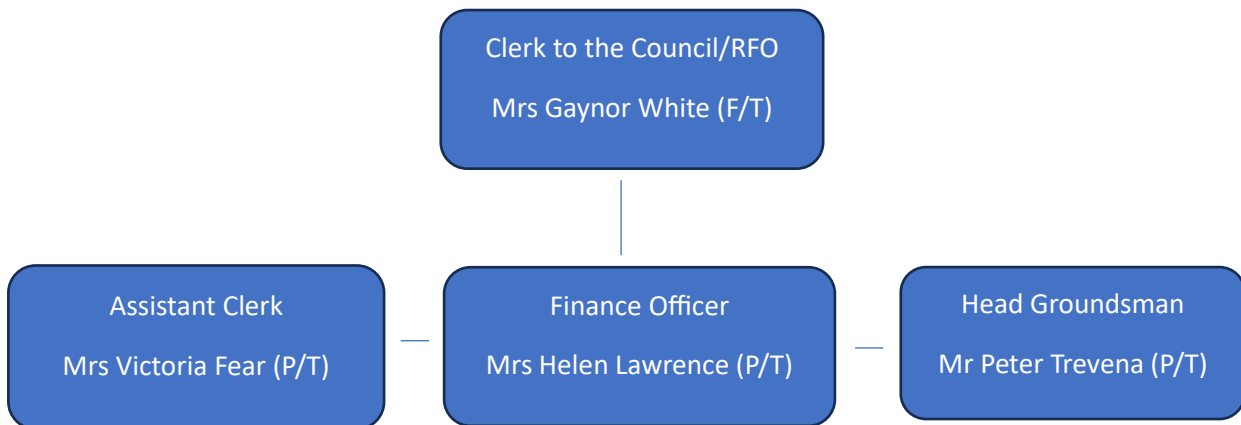 Clerk to the Council/RFO
Mrs Gaynor White (F/T)
Assistant Clerk
Mrs Victoria Fear (P/T)
Finance Officer
Mrs Helen Lawrence (P/T)
Head Groundsman
Mr Peter Trevena (P/T)